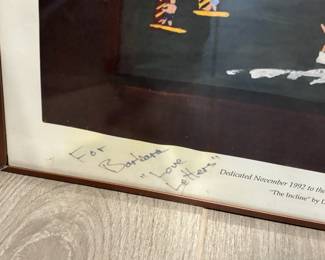 For
Barbara
"Love
Letters"
Dedicated November 1992 to the
"The Incline" by